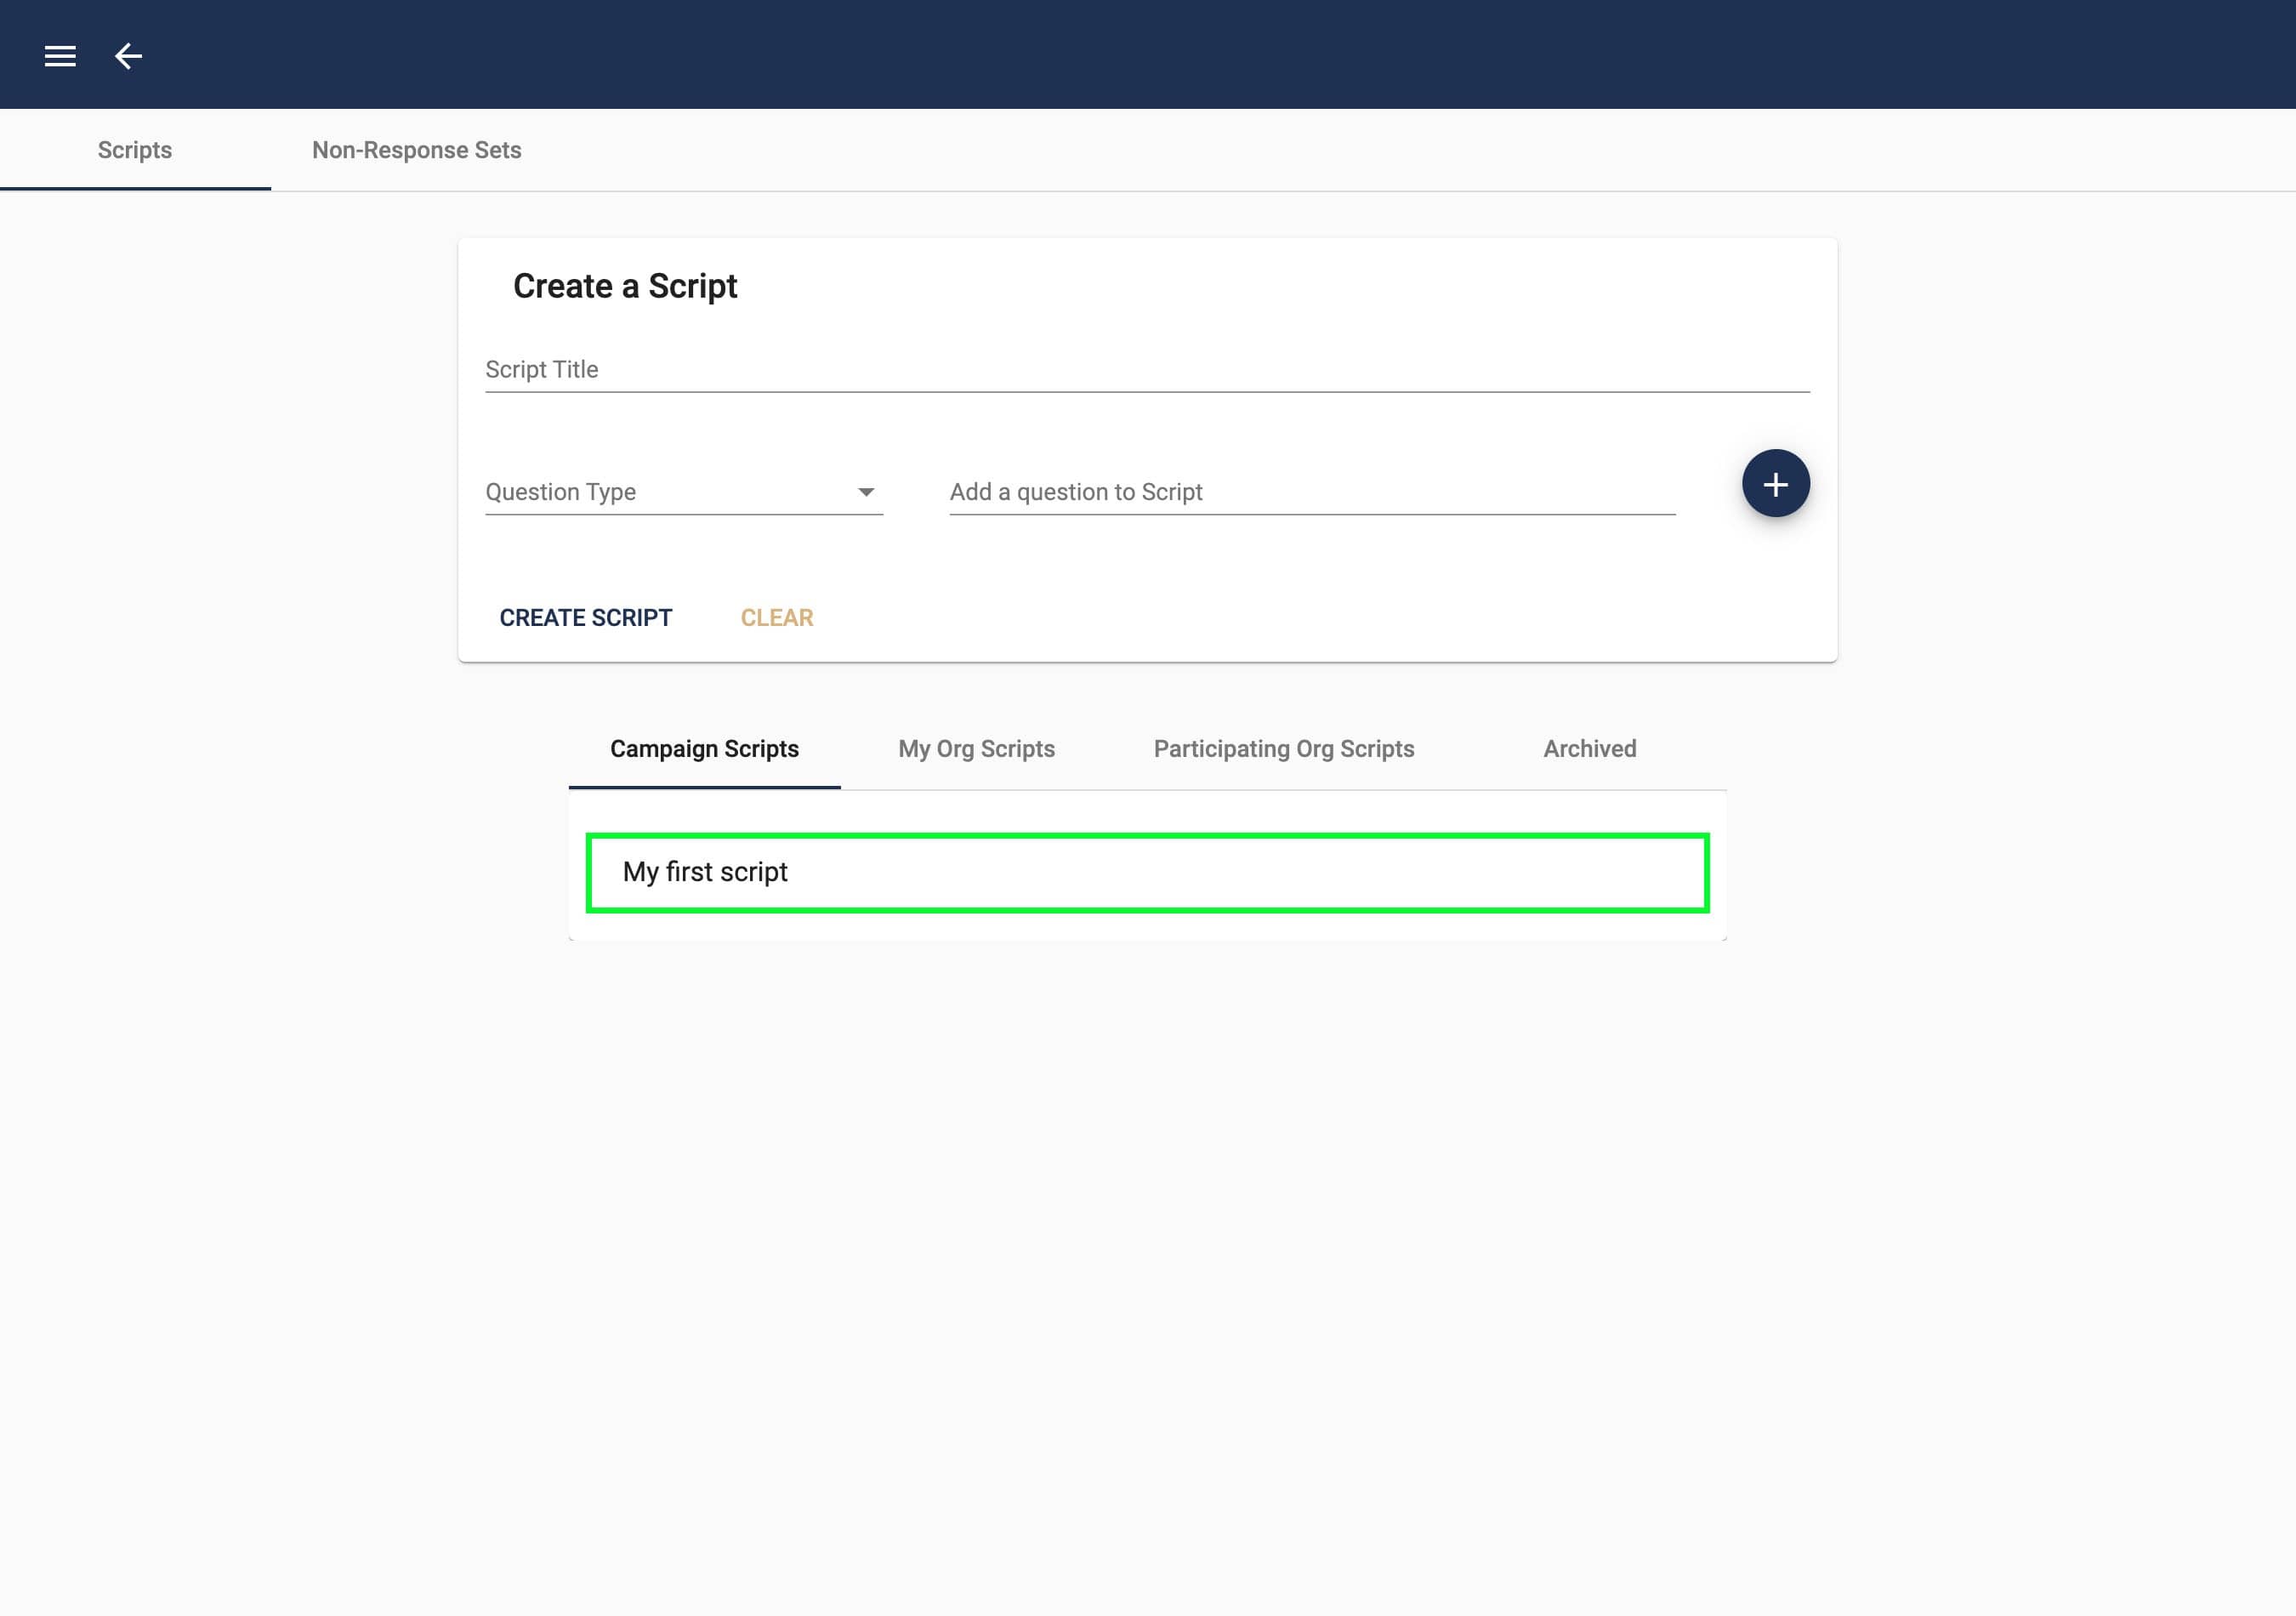 Scripts Non-Response Sets
Create a Script
Script Title
Question Type Add a question to Script
CREATE SCRIPT CLEAR
Campaign Scripts My Org Scripts Participating Org Scripts Archived
My first script